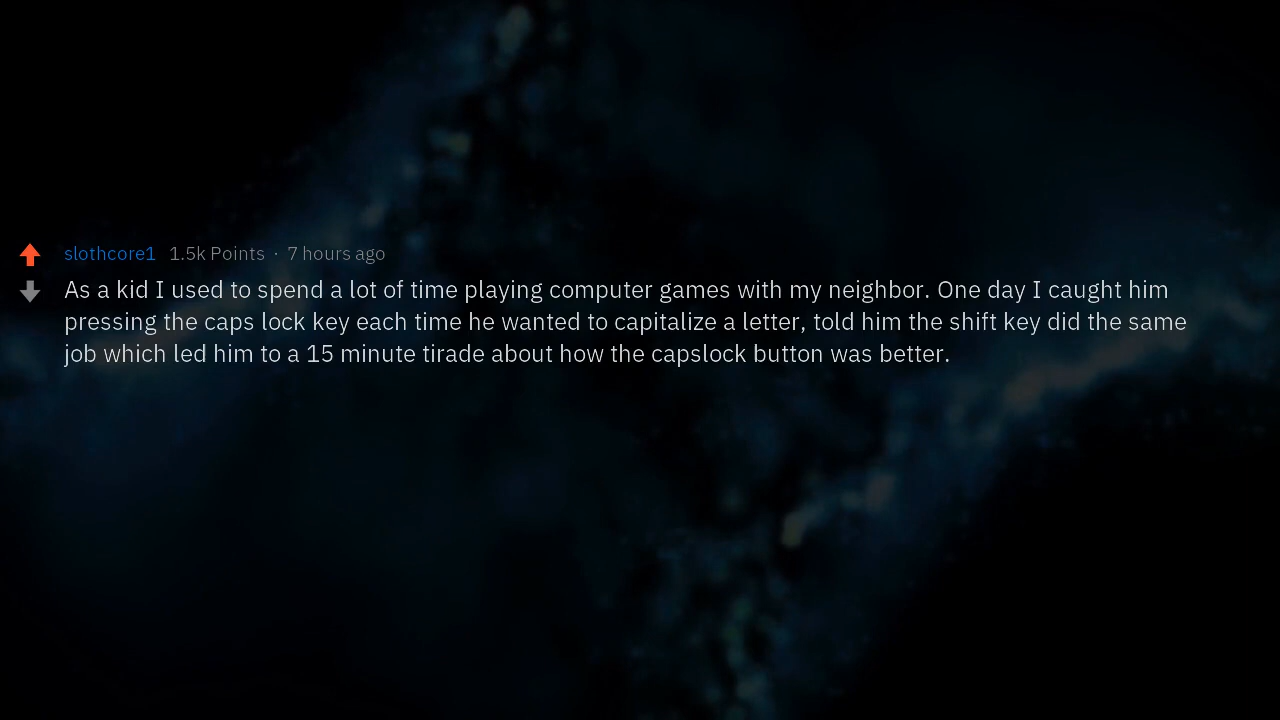 slothcore1 1.5k Points · 7 hours ago
As a kid I used to spend a lot of time playing computer games with my neighbor. One day I caught him
pressing the caps lock key each time he wanted to capitalize a letter, told him the shift key did the same
job which led him to a 15 minute tirade about how the capslock button was better.